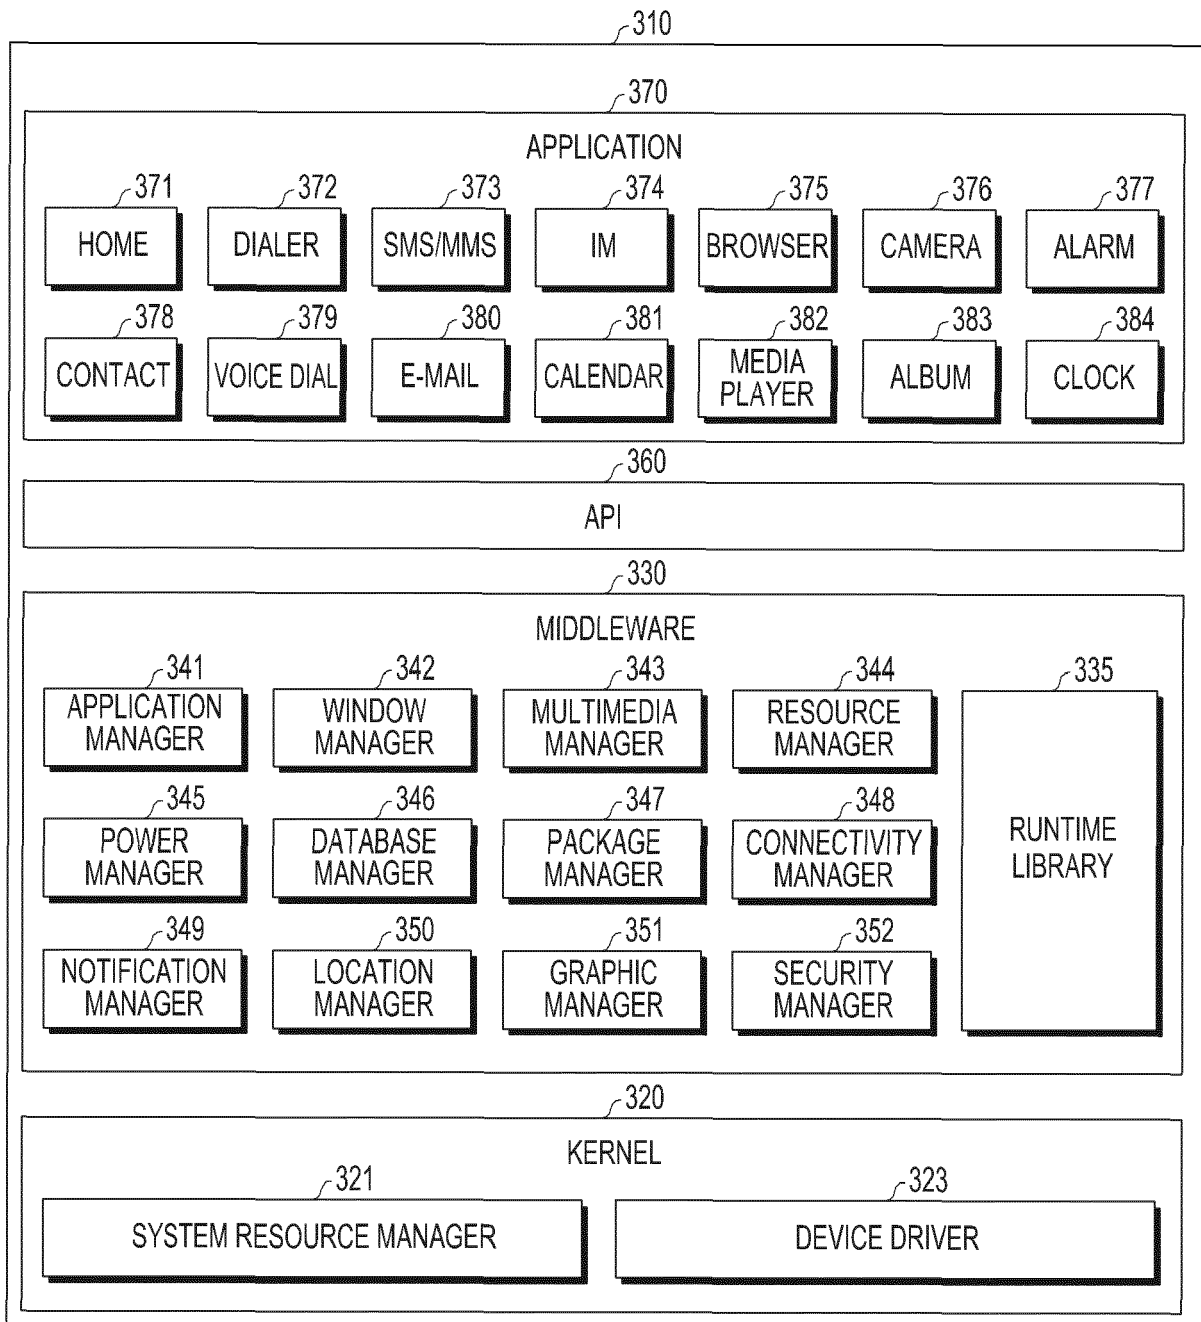 310
370
APPLICATION
371 372 373 374 375 376 377
HOME DIALER SMS/MMS IM BROWSER CAMERA ALARM
378 379 380 381 382 383 384
CONTACT VOICE DIAL E-MAIL CALENDAR MEDIA PLAYER ALBUM CLOCK
360
API
330
MIDDLEWARE
341 342 343 344 335
APPLICATION MANAGER WINDOW MANAGER MULTIMEDIA MANAGER RESOURCE MANAGER
345 346 347 348
POWER MANAGER DATABASE MANAGER PACKAGE MANAGER CONNECTIVITY MANAGER RUNTIME LIBRARY
349 350 351 352
NOTIFICATION MANAGER LOCATION MANAGER GRAPHIC MANAGER SECURITY MANAGER
320
KERNEL
321 323
SYSTEM RESOURCE MANAGER DEVICE DRIVER